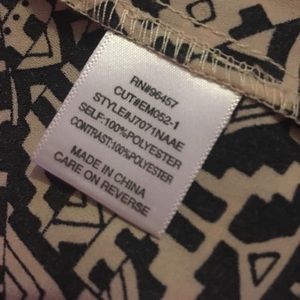 RN#96457
CUT#EM052-1
STYLE#J7071NAAE
SELF:100%POLYESTER
CONTRAST:100%POLYESTER
MADE IN CHINA
CARE ON REVERSE